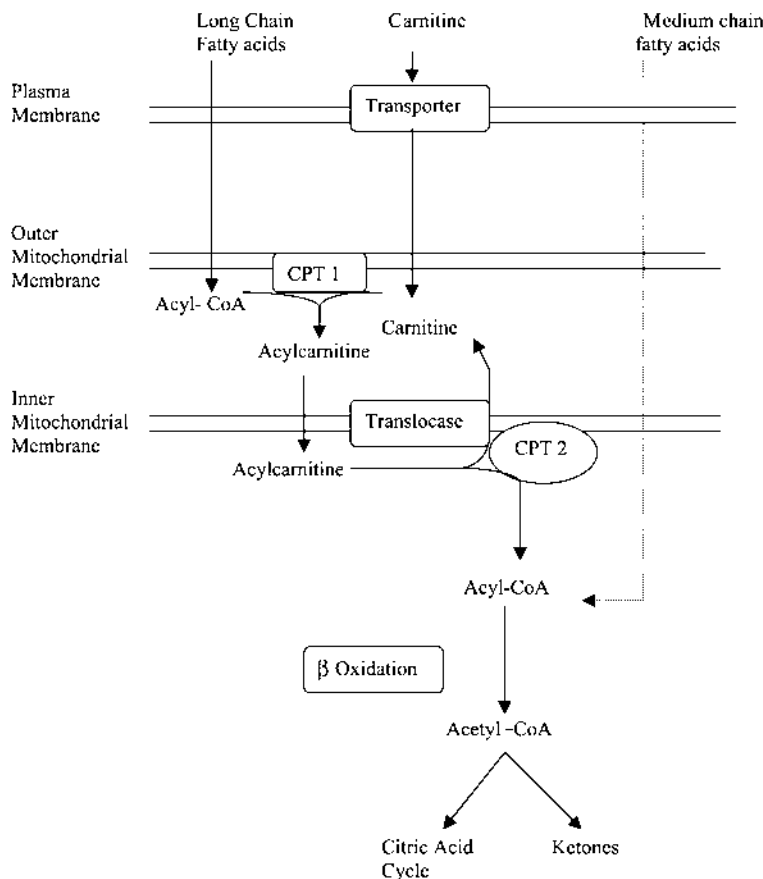 Long Chain
Fatty acids
Carnitine
Medium chain
fatty acids
Plasma
Membrane
Transporter
Outer
Mitochondrial
Membrane
CPT 1
Acyl- CoA
Carnitine
Acylcarnitine
Inner
Mitochondrial
Membrane
Translocase
CPT 2
Acylcarnitine
Acyl-CoA
β Oxidation
Acetyl -CoA
Citric Acid
Cycle
Ketones